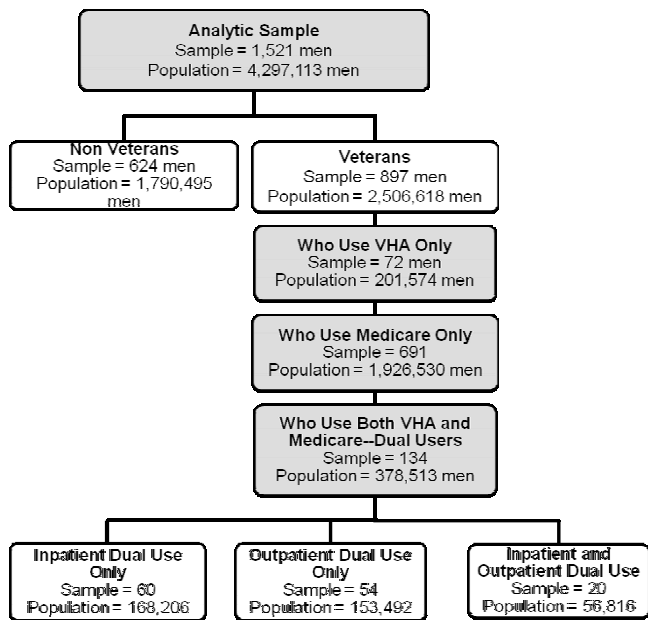 Analytic Sample
Sample = 1,521 men
Population = 4,297,113 men
Non Veterans
Sample = 624 men
Population = 1,790,495
men
Veterans
Sample = 897 men
Population = 2,506,618 men
Who Use VHA Only
Sample = 72 men
Population = 201,574 men
Who Use Medicare Only
Sample = 691
Population = 1,926,530 men
Who Use Both VHA and
Medicare--Dual Users
Sample = 134
Population = 378,513 men
Inpatient Dual Use
Only
Sample = 60
Population = 168,206
Outpatient Dual Use
Only
Sample = 54
Population = 153,492
Inpatient and
Outpatient Dual Use
Sample = 20
Population = 56,816